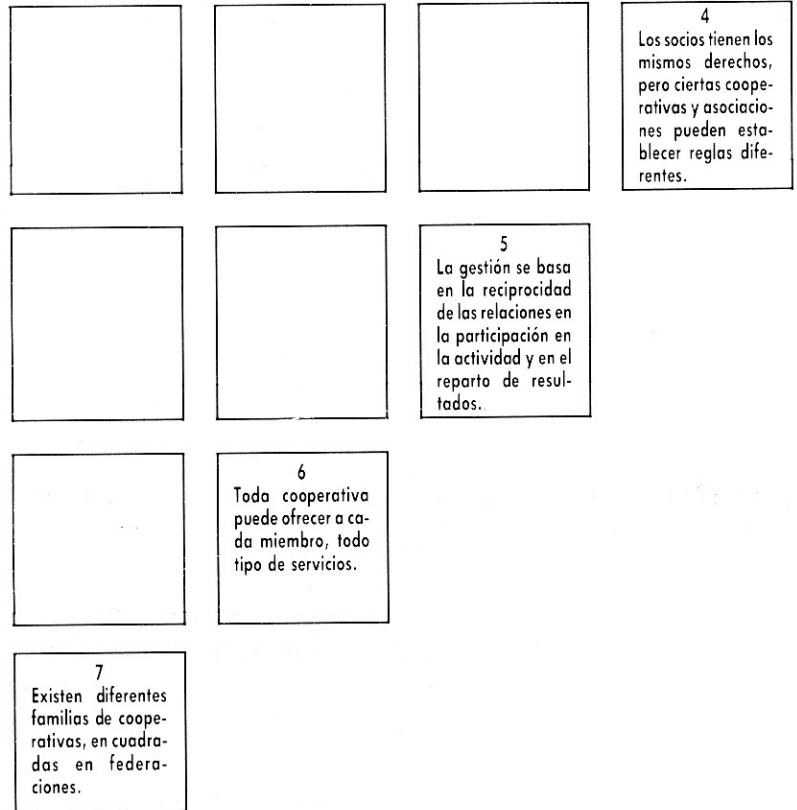 4
Los socios tienen los
mismos derechos,
pero ciertas coope-
rativas y asociacio-
nes pueden esta-
blecer reglas dife-
rentes.
5
La gestión se basa
en la reciprocidad
de las relaciones en
la participación en
la actividad y en el
reparto de resul-
tados.
6
Toda cooperativa
puede ofrecer a ca-
da miembro, todo
tipo de servicios.
7
Existen diferentes
familias de coope-
rativas, en cuadra-
das en federa-
ciones.